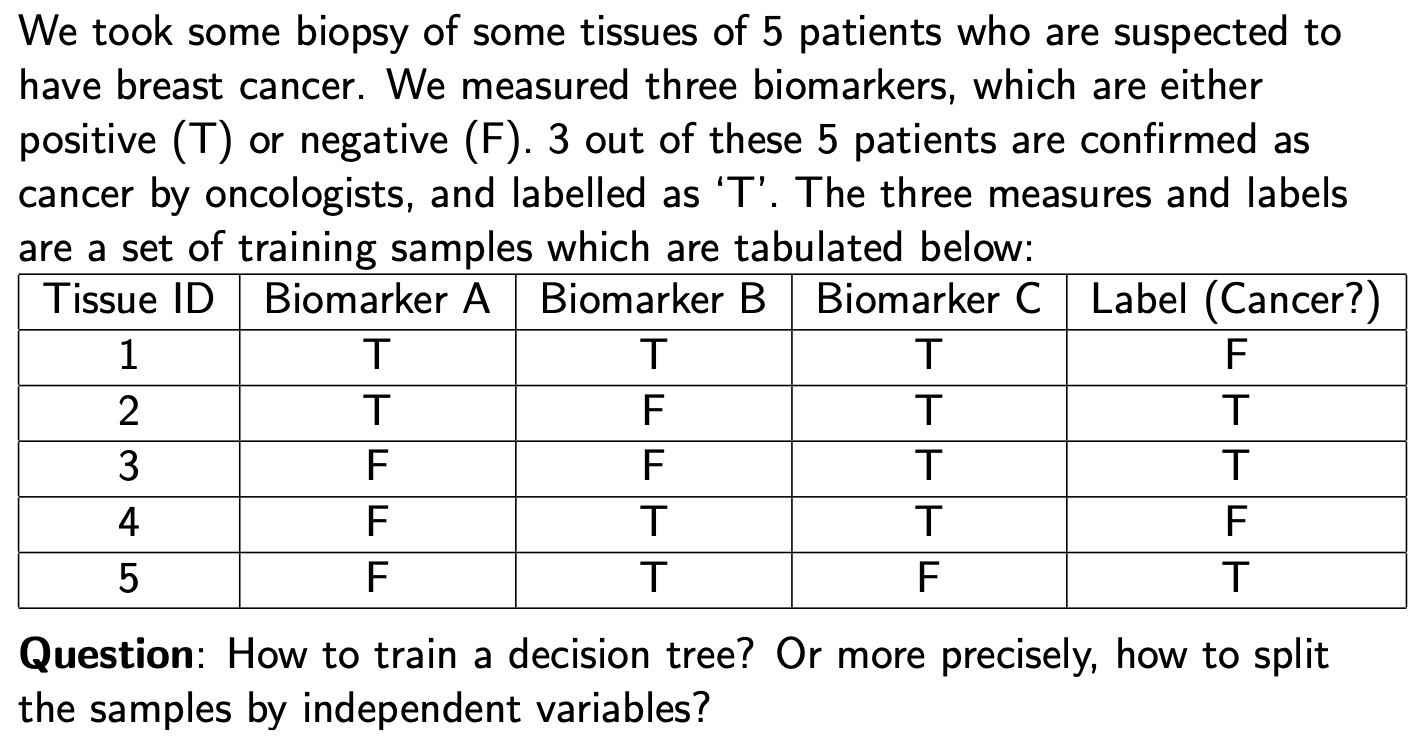 We took some biopsy of some tissues of 5 patients who are suspected to
have breast cancer. We measured three biomarkers, which are either
positive (T) or negative (F). 3 out of these 5 patients are confirmed as
cancer by oncologists, and labelled as ‘T’. The three measures and labels
are a set of training samples which are tabulated below:
Tissue ID Biomarker A Biomarker B Biomarker C Label (Cancer?)
1 T T T F
2 T F T T
3 F F T T
4 F T T F
5 F T F T
Question: How to train a decision tree? Or more precisely, how to split
the samples by independent variables?